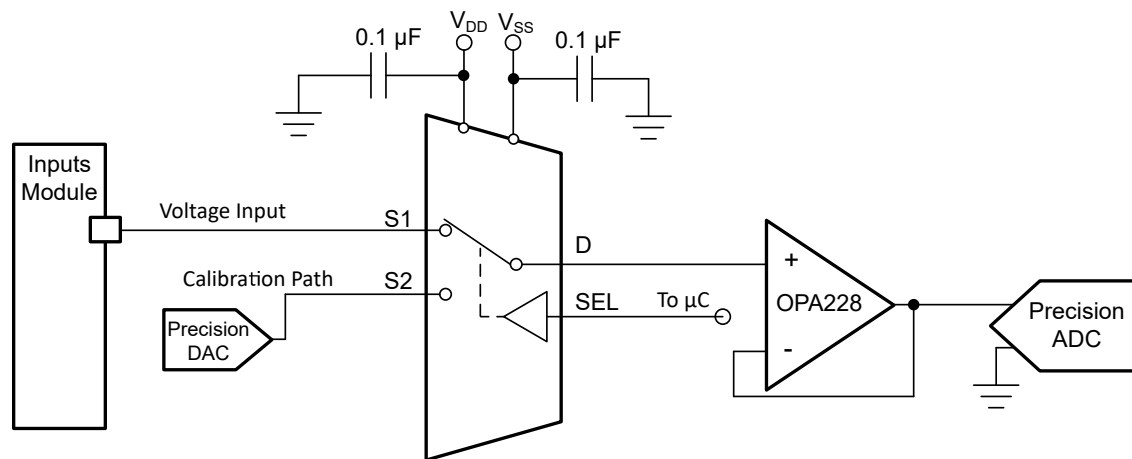 V_DD
V_SS
0.1 µF
0.1 µF
Inputs
Module
Voltage Input
S1
D
Calibration Path
S2
SEL
To µC
Precision
DAC
+
OPA228
-
Precision
ADC